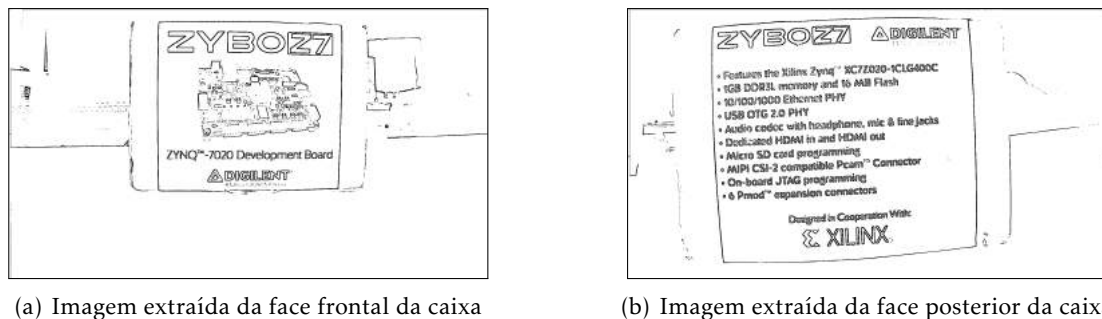 ZYBO Z7
ZYNQ™-7020 Development Board
DIGILENT
(a) Imagem extraída da face frontal da caixa
ZYBO Z7 DIGILENT
• Features the Xilinx Zynq™ XC7Z020-1CLG400C
• 1GB DDR3L memory and 16 MB Flash
• 10/100/1000 Ethernet PHY
• USB OTG 2.0 PHY
• Audio codec with headphone, mic & line jacks
• Dedicated HDMI in and HDMI out
• Micro SD card programming
• MIPI CSI-2 compatible Pcam™ Connector
• On-board JTAG programming
• 6 Pmod™ expansion connectors
Designed in Cooperation With:
XILINX
(b) Imagem extraída da face posterior da caix